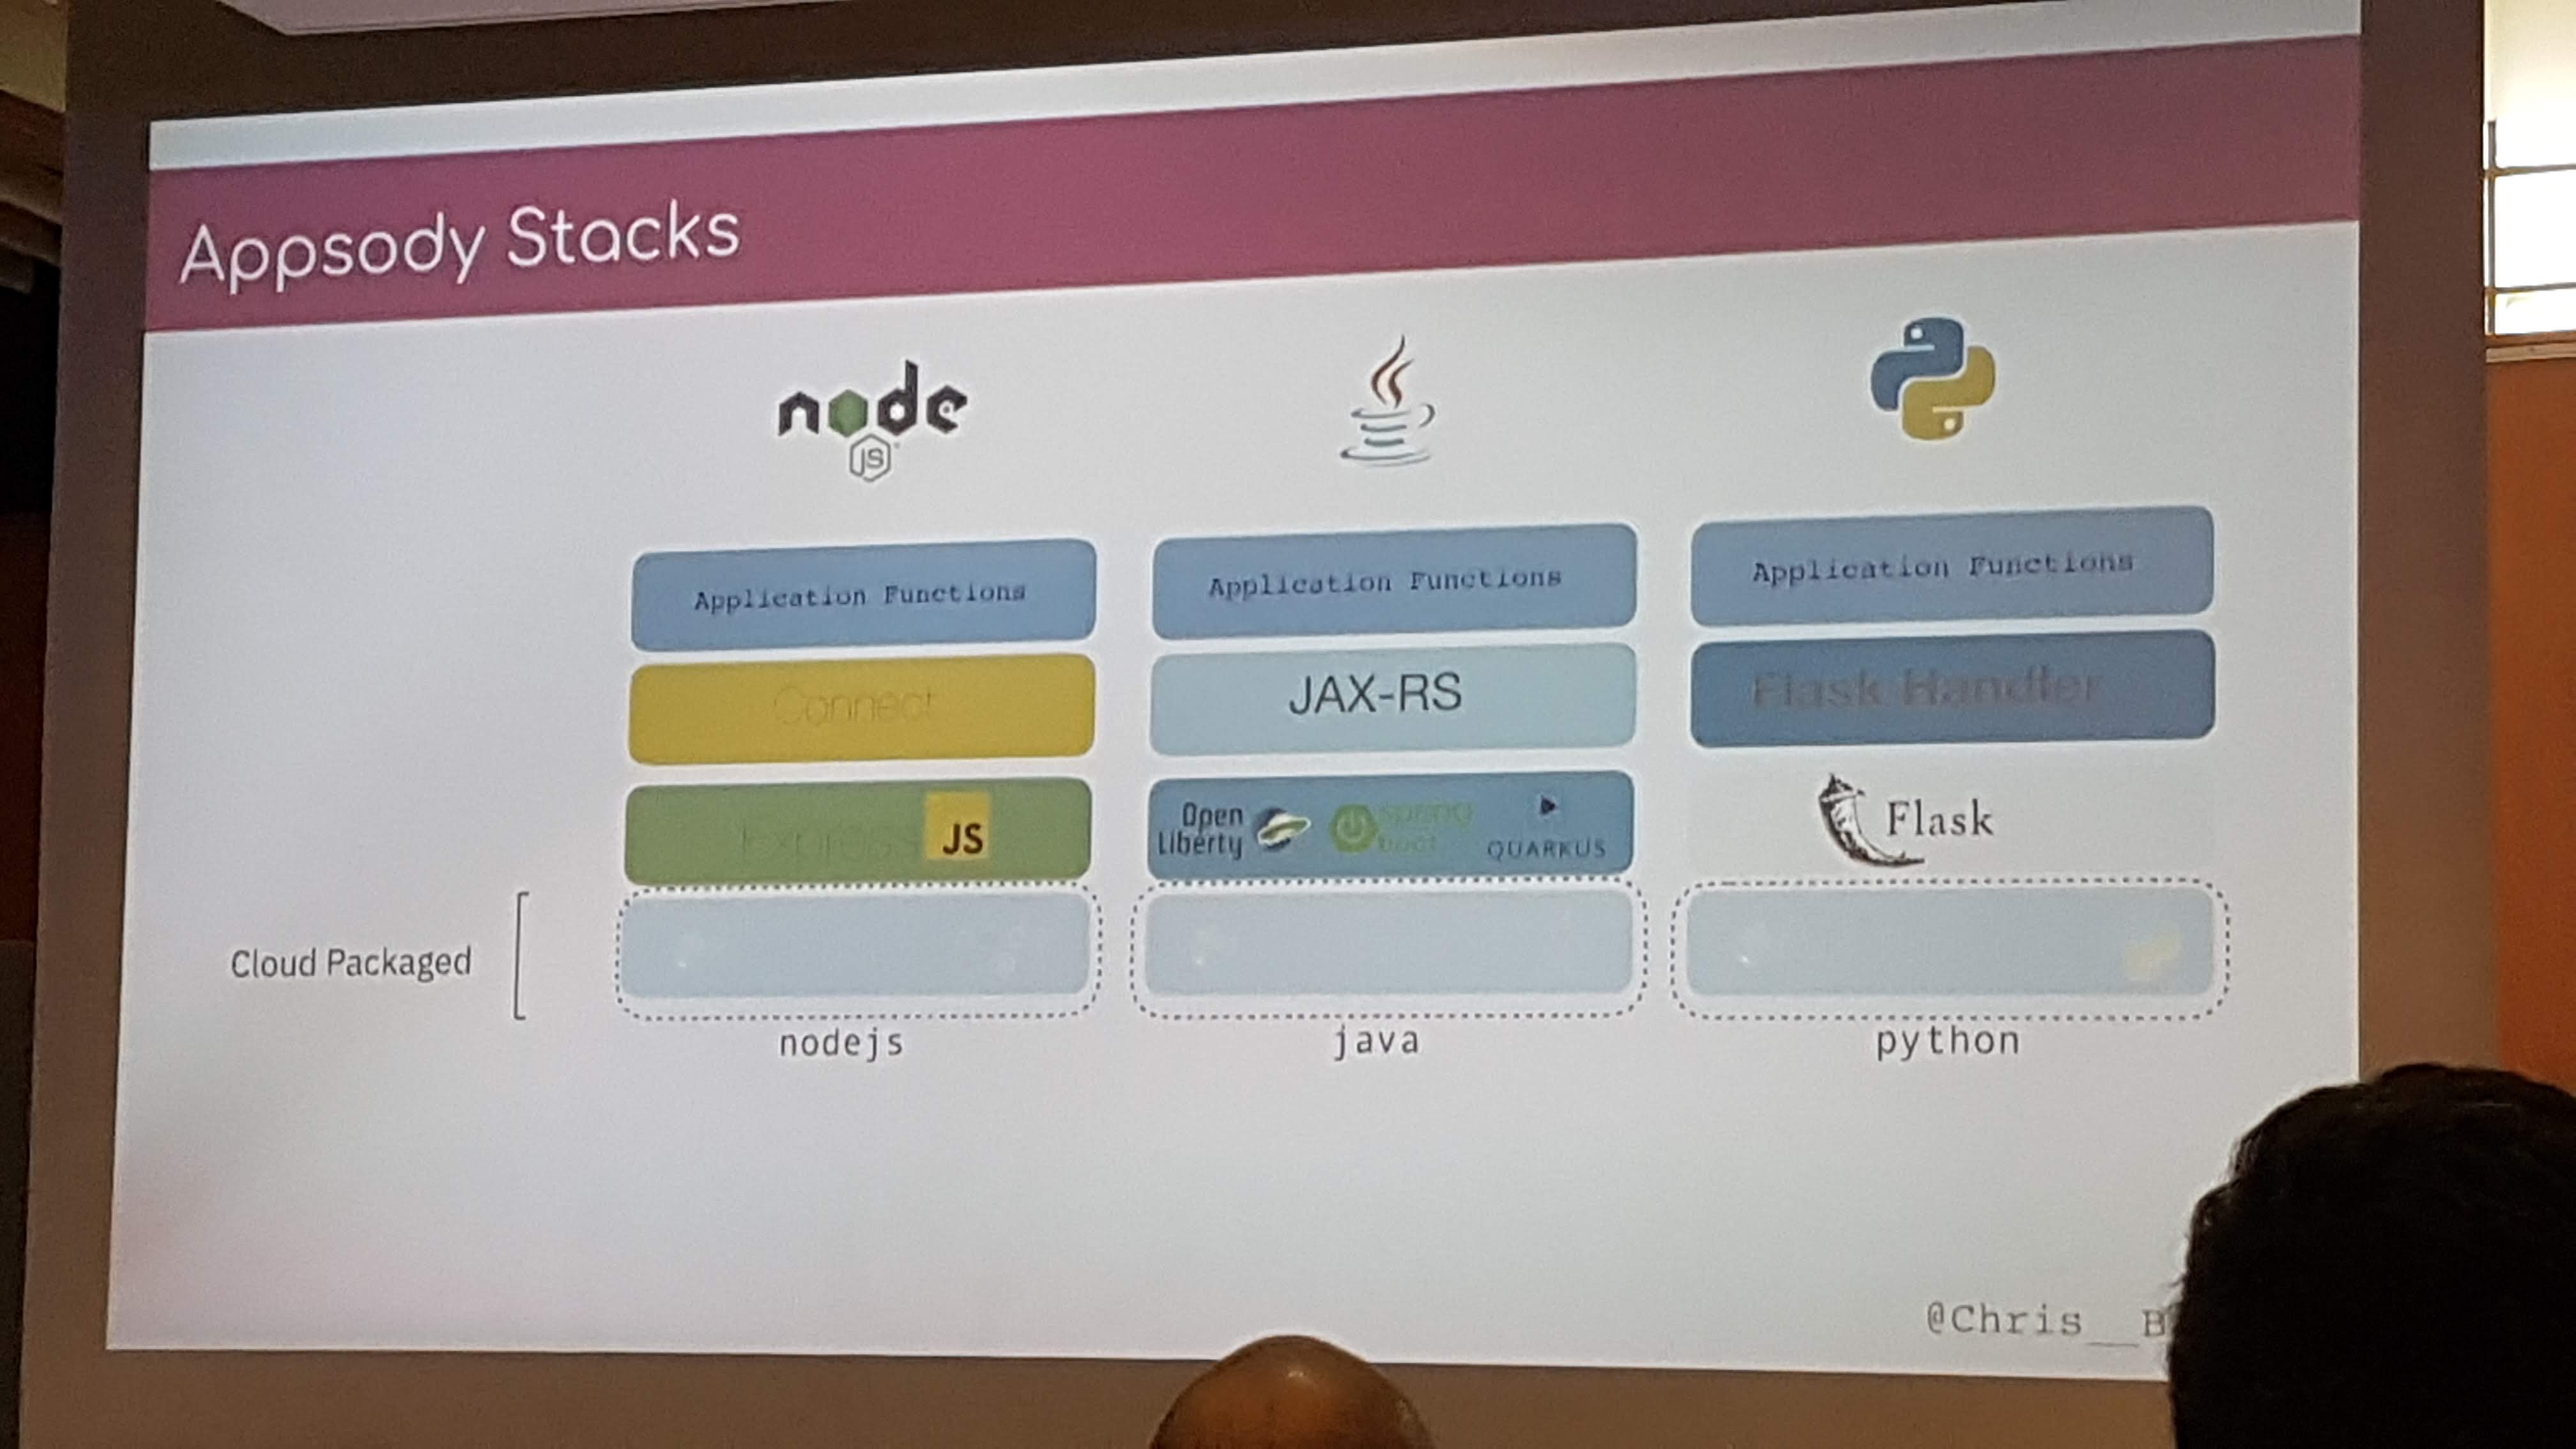 Appsody Stacks
node
JS
Application Functions
Application Functions
Application Functions
Connect
JAX-RS
Flask Handler
Express JS
Open
Liberty
spring
boot
QUARKUS
Flask
Cloud Packaged
nodejs
java
python
@Chris__B